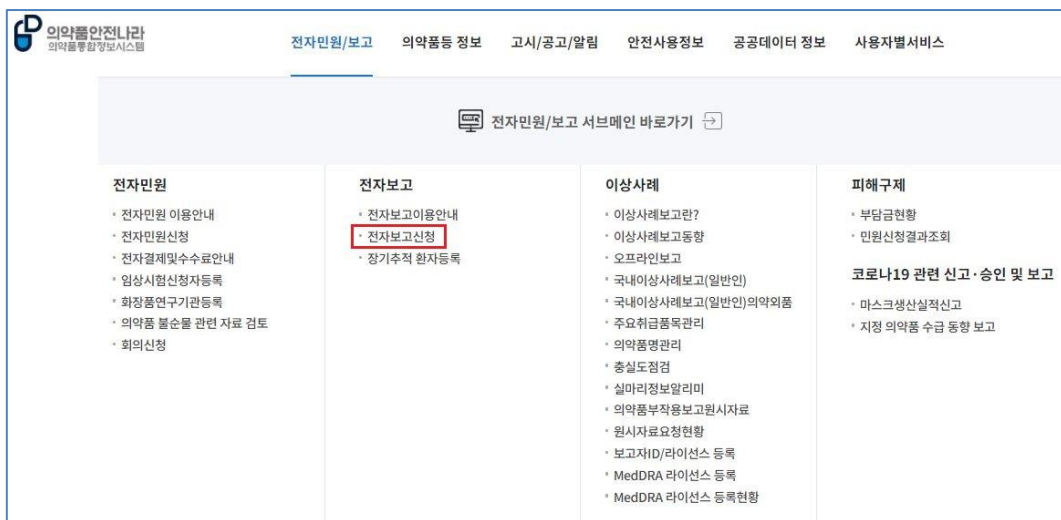 의약품안전나라
의약품통합정보시스템
전자민원/보고 의약품등 정보 고시/공고/알림 안전사용정보 공공데이터 정보 사용자별서비스
전자민원/보고 서브메인 바로가기
전자민원
전자민원 이용안내
전자민원신청
전자결제및수수료안내
임상시험신청자등록
화장품연구기관등록
의약품 불순물 관련 자료 검토
회의신청
전자보고
전자보고이용안내
전자보고신청
장기추적 환자등록
이상사례
이상사례보고란?
이상사례보고동향
오프라인보고
국내이상사례보고(일반인)
국내이상사례보고(일반인)의약외품
주요취급품목관리
의약품명관리
충실도점검
실마리정보알리미
의약품부작용보고원시자료
원시자료요청현황
보고자ID/라이선스 등록
MedDRA 라이선스 등록
MedDRA 라이선스 등록현황
피해구제
부담금현황
민원신청결과조회
코로나19 관련 신고·승인 및 보고
마스크생산실적신고
지정 의약품 수급 동향 보고